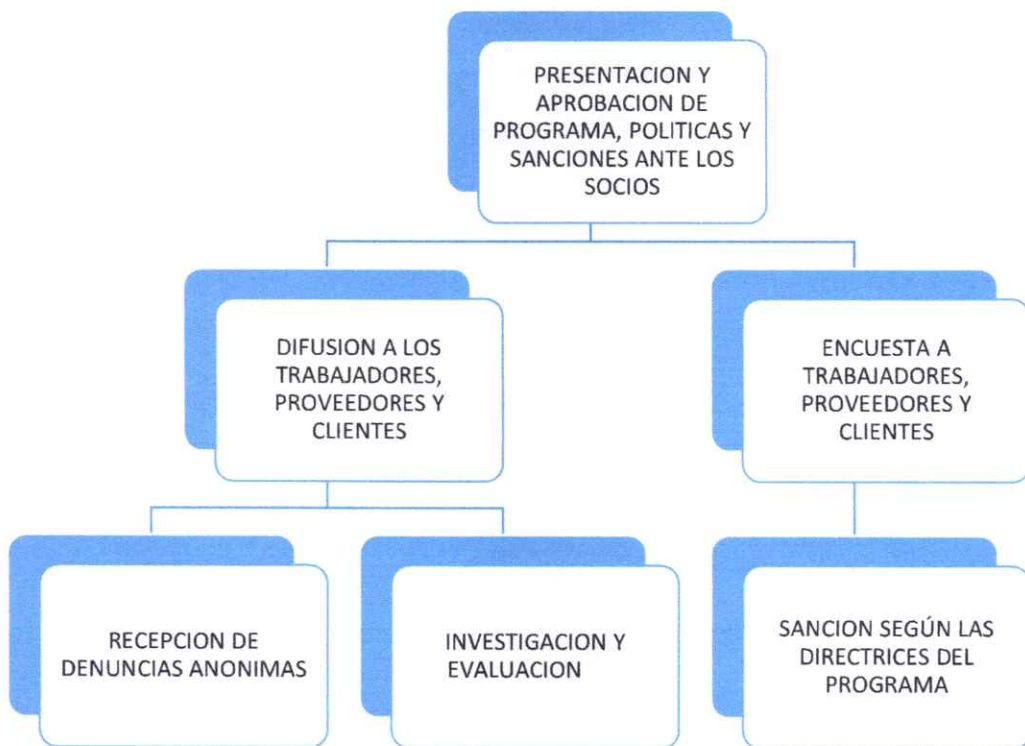 PRESENTACION Y
APROBACION DE
PROGRAMA, POLITICAS Y
SANCIONES ANTE LOS
SOCIOS
DIFUSION A LOS
TRABAJADORES,
PROVEEDORES Y
CLIENTES
ENCUESTA A
TRABAJADORES,
PROVEEDORES Y
CLIENTES
RECEPCION DE
DENUNCIAS ANONIMAS
INVESTIGACION Y
EVALUACION
SANCION SEGÚN LAS
DIRECTRICES DEL
PROGRAMA